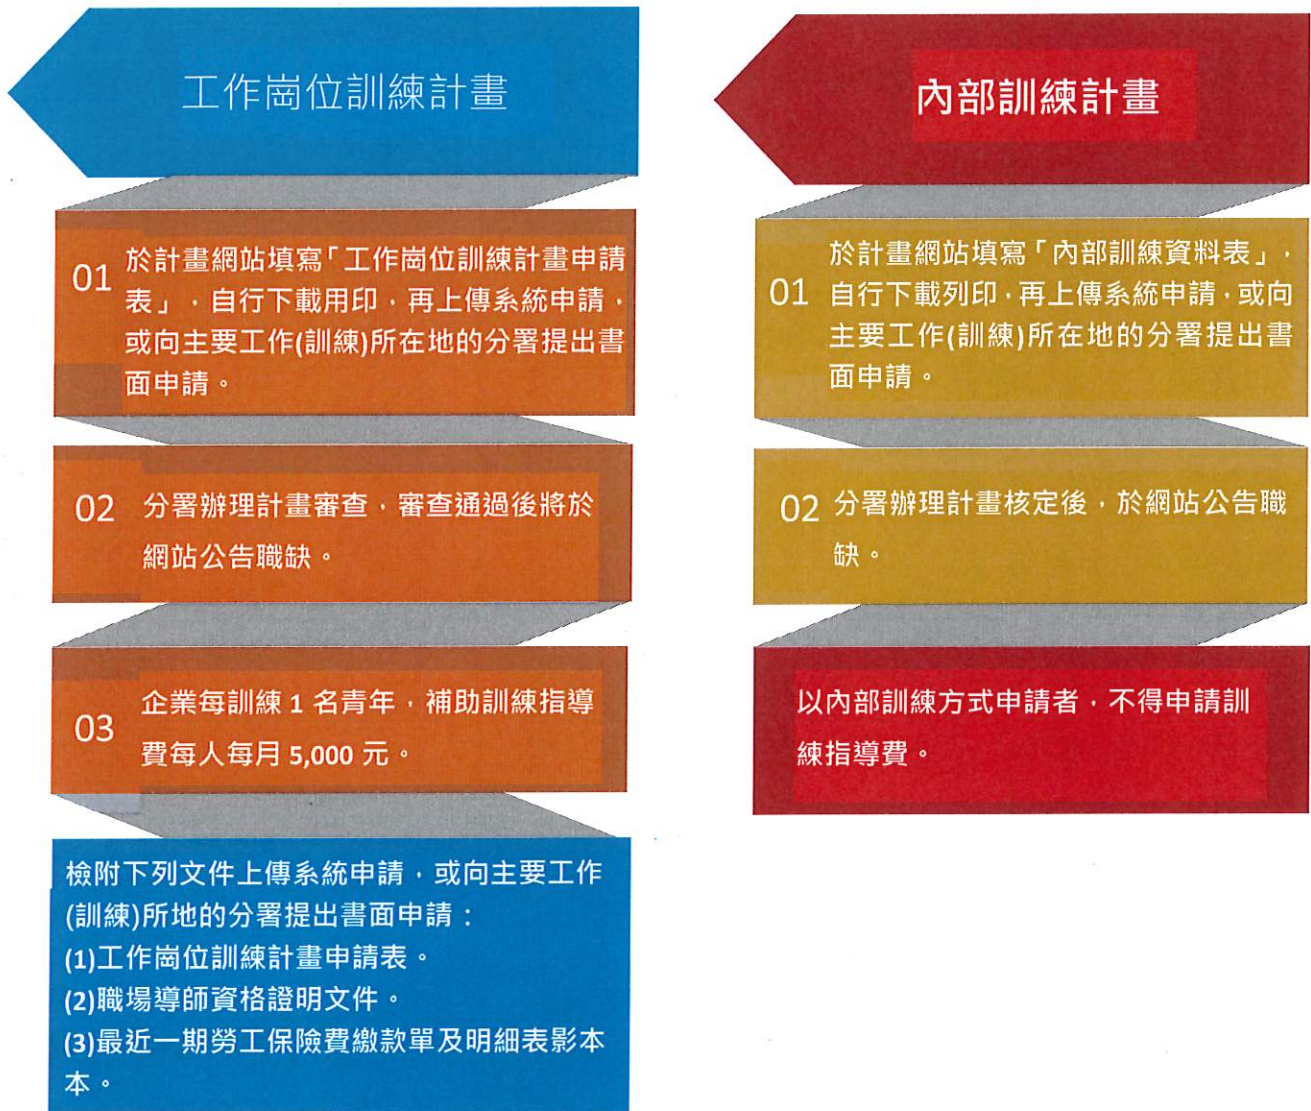 工作崗位訓練計畫
01
於計畫網站填寫「工作崗位訓練計畫申請
表」，自行下載用印，再上傳系統申請，
或向主要工作(訓練)所在地的分署提出書
面申請。
02
分署辦理計畫審查，審查通過後將於
網站公告職缺。
03
企業每訓練 1 名青年，補助訓練指導
費每人每月 5,000 元。
檢附下列文件上傳系統申請，或向主要工作
(訓練)所地的分署提出書面申請：
(1)工作崗位訓練計畫申請表。
(2)職場導師資格證明文件。
(3)最近一期勞工保險費繳款單及明細表影本
本。
內部訓練計畫
01
於計畫網站填寫「內部訓練資料表」，
自行下載列印，再上傳系統申請，或向
主要工作(訓練)所在地的分署提出書
面申請。
02
分署辦理計畫核定後，於網站公告職
缺。
以內部訓練方式申請者，不得申請訓
練指導費。